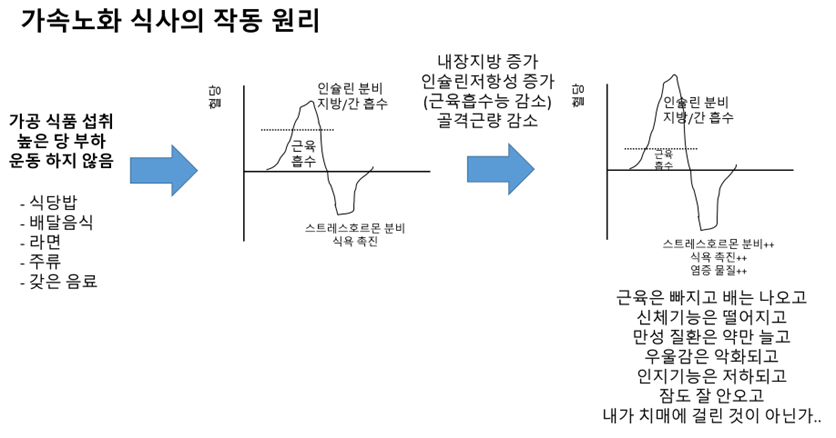 가속노화 식사의 작동 원리
가공 식품 섭취
높은 당 부하
운동 하지 않음
- 식당밥
- 배달음식
- 라면
- 주류
- 갖은 음료
혈당
인슐린 분비
지방/간 흡수
근육
흡수
스트레스호르몬 분비
식욕 촉진
내장지방 증가
인슐린저항성 증가
(근육흡수능 감소)
골격근량 감소
혈당
인슐린 분비
지방/간 흡수
근육
흡수
스트레스호르몬 분비++
식욕 촉진++
염증 물질++
근육은 빠지고 배는 나오고
신체기능은 떨어지고
만성 질환은 약만 늘고
우울감은 악화되고
인지기능은 저하되고
잠도 잘 안오고
내가 치매에 걸린 것이 아닌가..